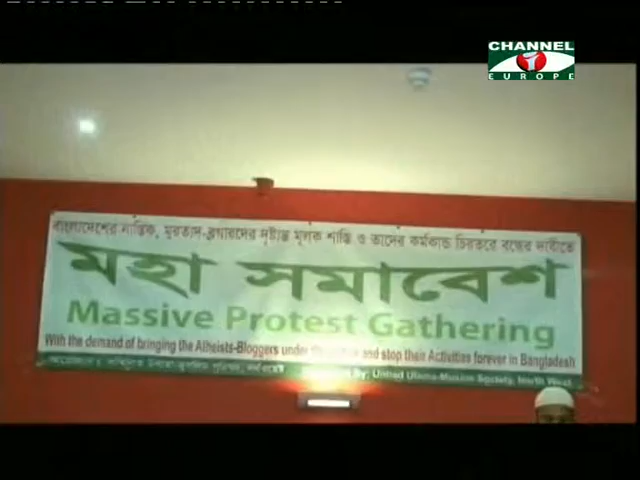 CHANNEL i
EUROPE
বাংলাদেশের নাস্তিক, মুরতাদ-ব্লগারদের দৃষ্টান্ত মূলক শাস্তি ও তাদের কর্মকান্ড চিরতরে বন্ধের দাবীতে
মহা সমাবেশ
Massive Protest Gathering
With the demand of bringing the Atheists-Bloggers under and stop their Activities forever in Bangladesh
By: United Ulama-Muslim Society, North West